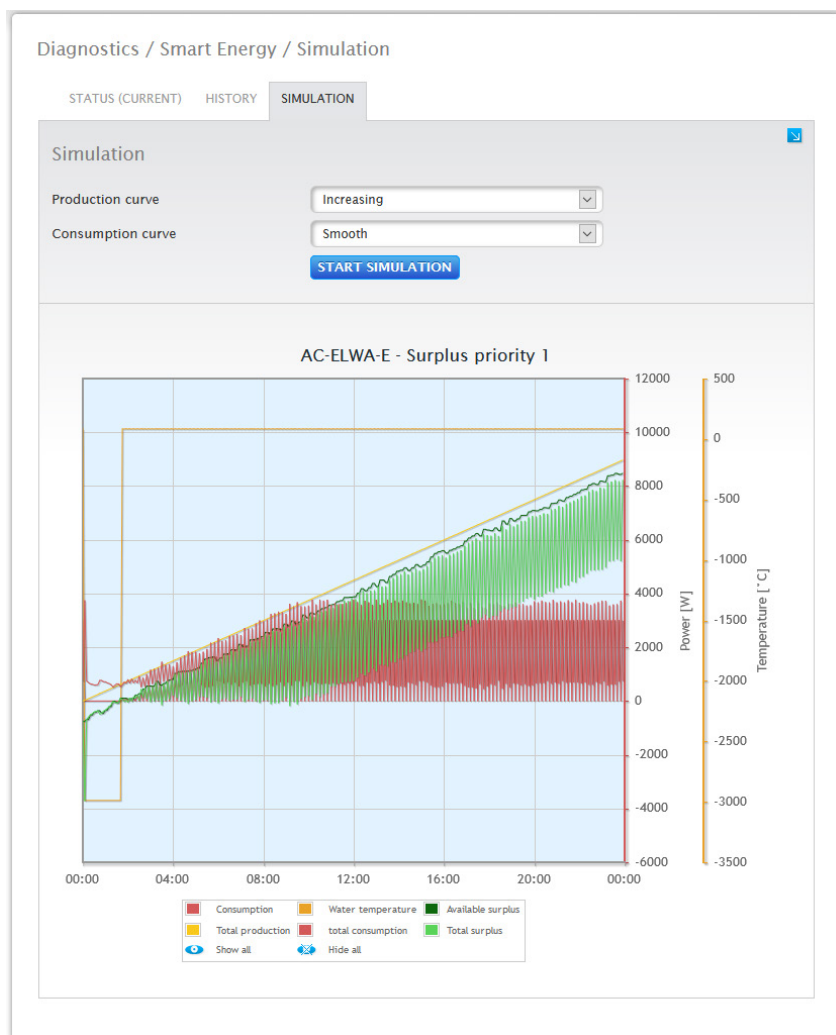 Diagnostics / Smart Energy / Simulation
STATUS (CURRENT) HISTORY SIMULATION
Simulation
Production curve Increasing
Consumption curve Smooth
START SIMULATION
AC-ELWA-E - Surplus priority 1
12000 500
10000 0
8000 -500
6000 -1000
4000 -1500
2000 -2000
0 -2500
-2000 -3000
-4000 -3500
-6000
Power [W]
Temperature [°C]
00:00 04:00 08:00 12:00 16:00 20:00 00:00
Consumption Water temperature Available surplus
Total production total consumption Total surplus
Show all Hide all